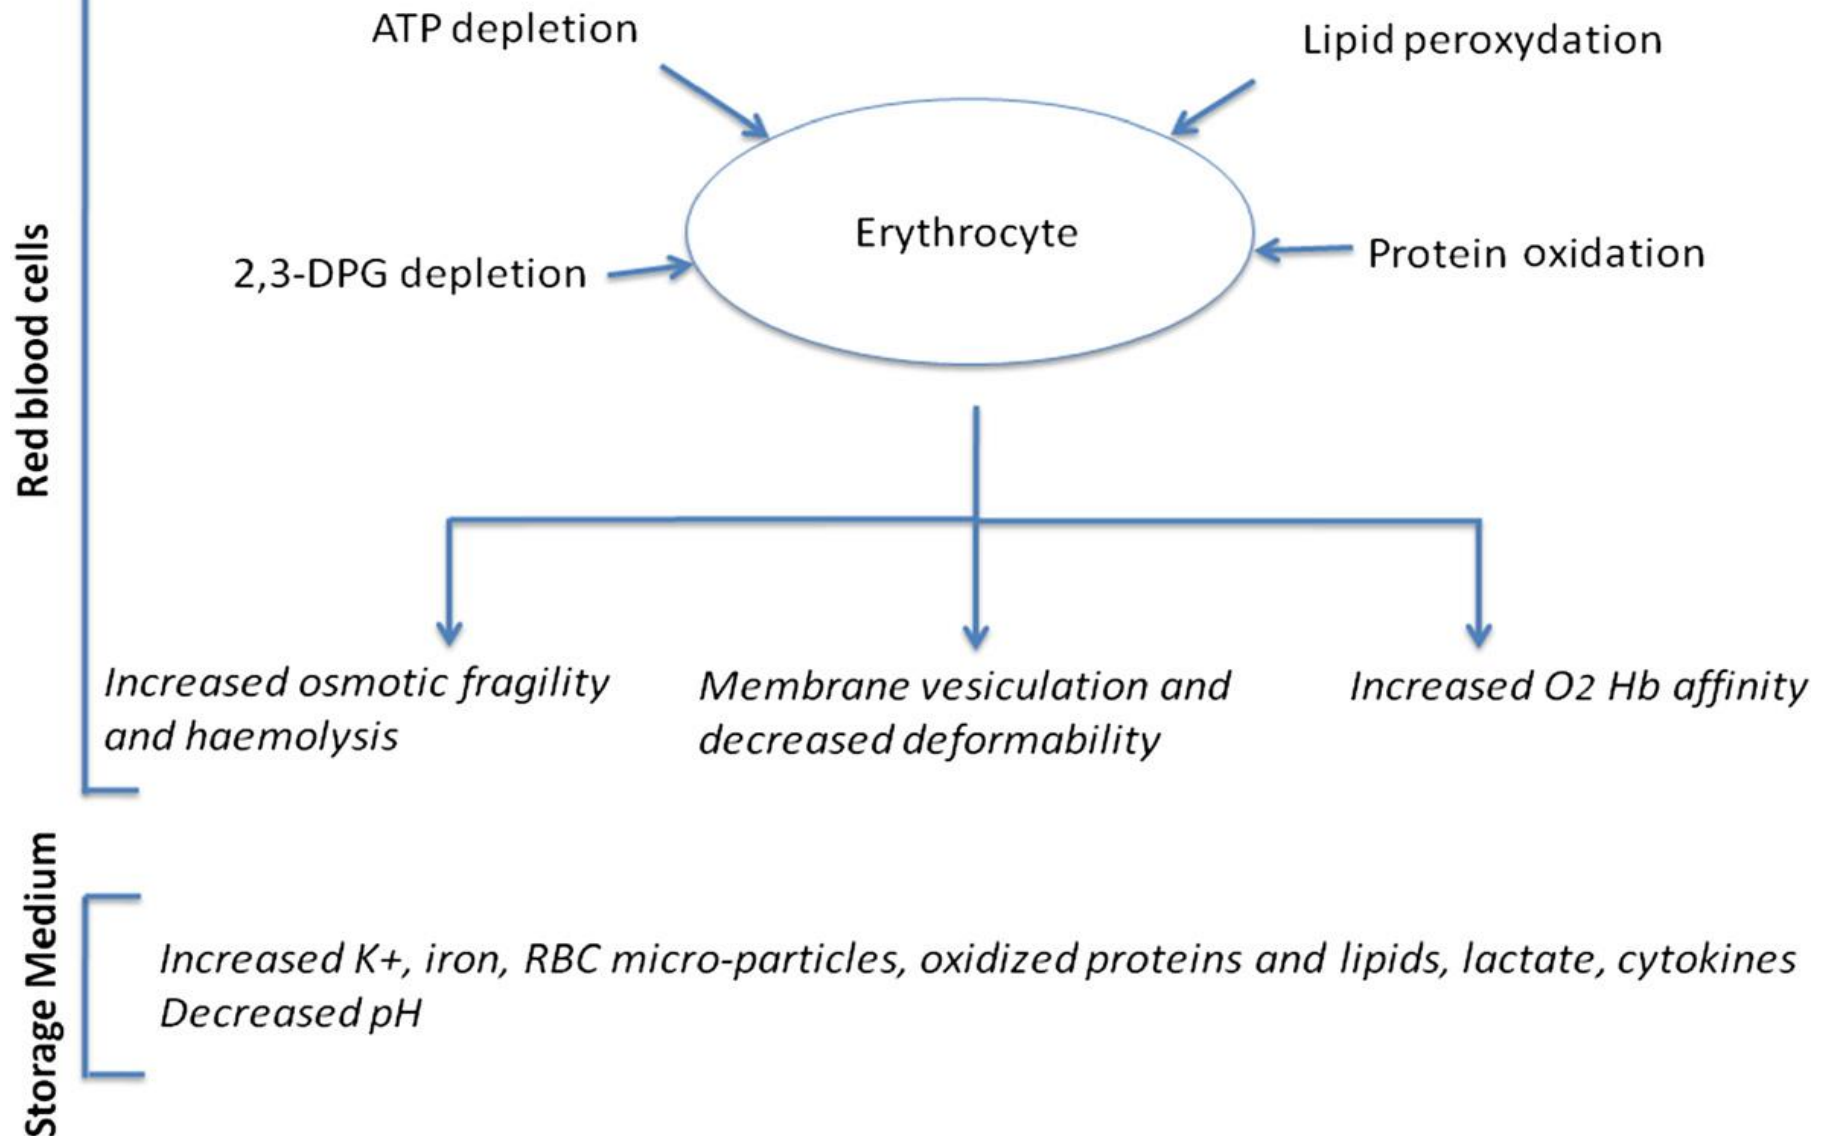 ATP depletion
Lipid peroxydation
Erythrocyte
2,3-DPG depletion
Protein oxidation
Red blood cells
Increased osmotic fragility
and haemolysis
Membrane vesiculation and
decreased deformability
Increased O2 Hb affinity
Storage Medium
Increased K+, iron, RBC micro-particles, oxidized proteins and lipids, lactate, cytokines
Decreased pH